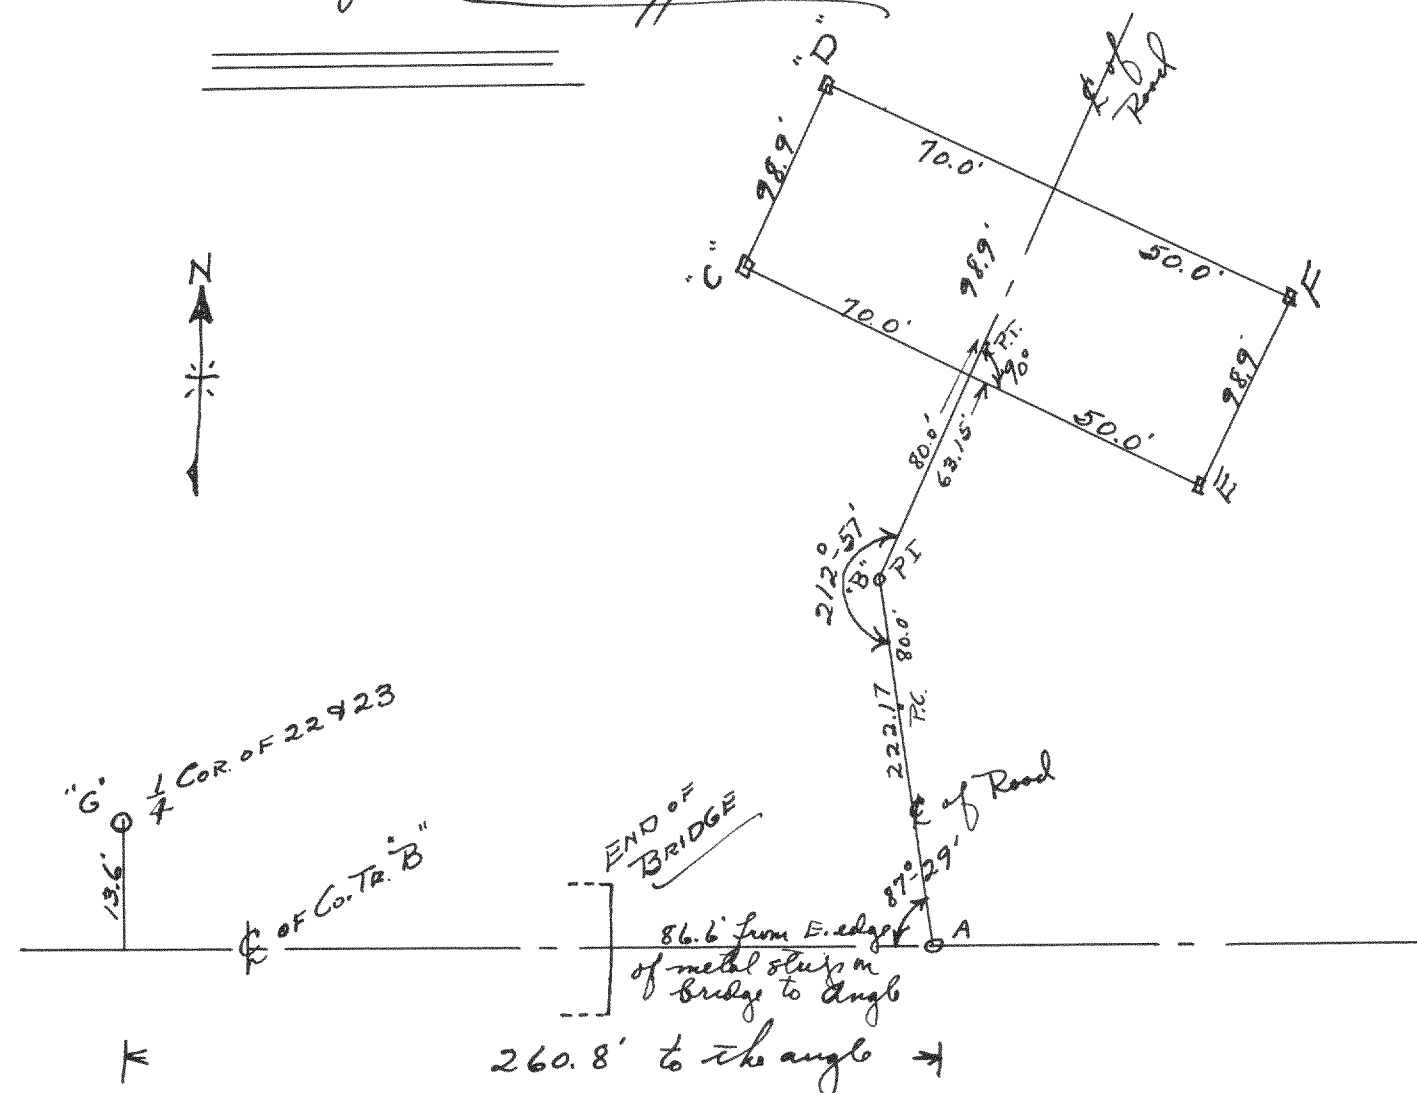 "D"
℄ of
Road
98.9'
70.0'
N
"C"
98.9'
50.0'
F
70.0'
P.I.
90°
98.9'
80.0'
63.15'
50.0'
E
212°-57'
"B"
P.I
80.0'
222.17
P.C.
"G"
1/4 COR. OF 22 & 23
END OF
BRIDGE
℄ of Road
13.6'
℄ OF CO. TR. "B"
87°-29'
86.6' from E. edge
of metal on
bridge to angle
A
260.8' to the angle